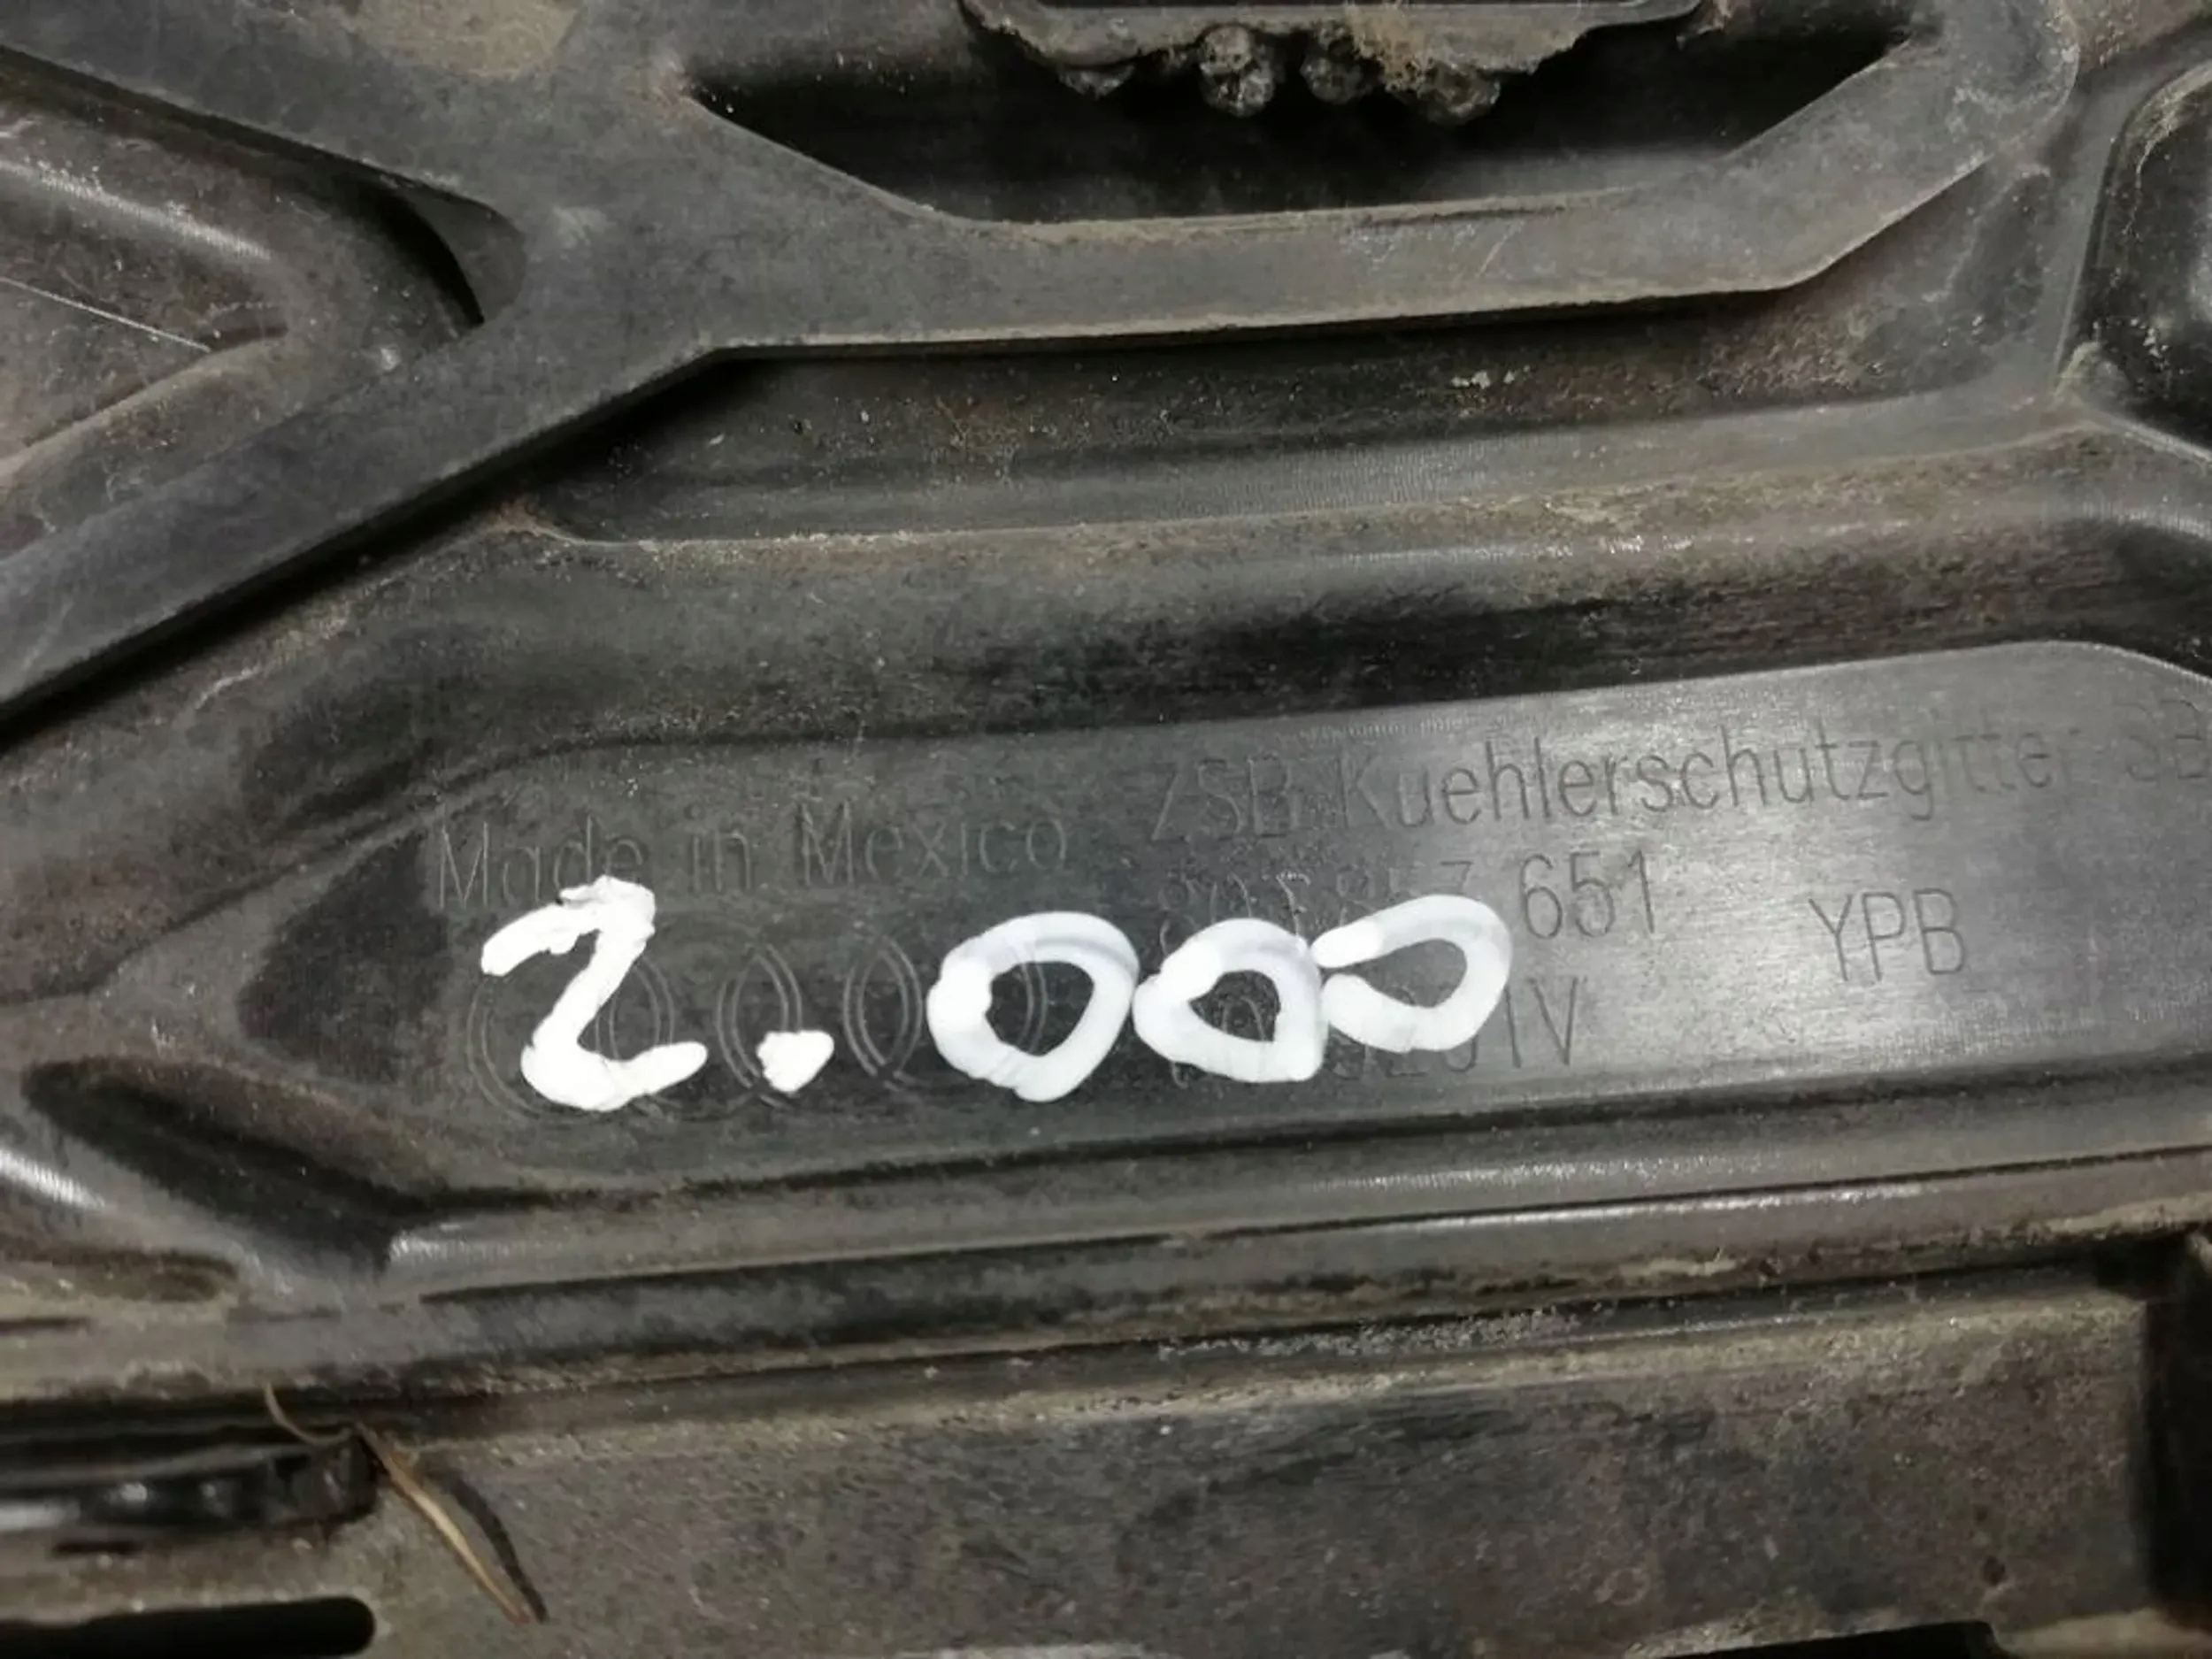 Made in Mexico
ZSB Kuehlerschutzgitter
651
YPB
2.000